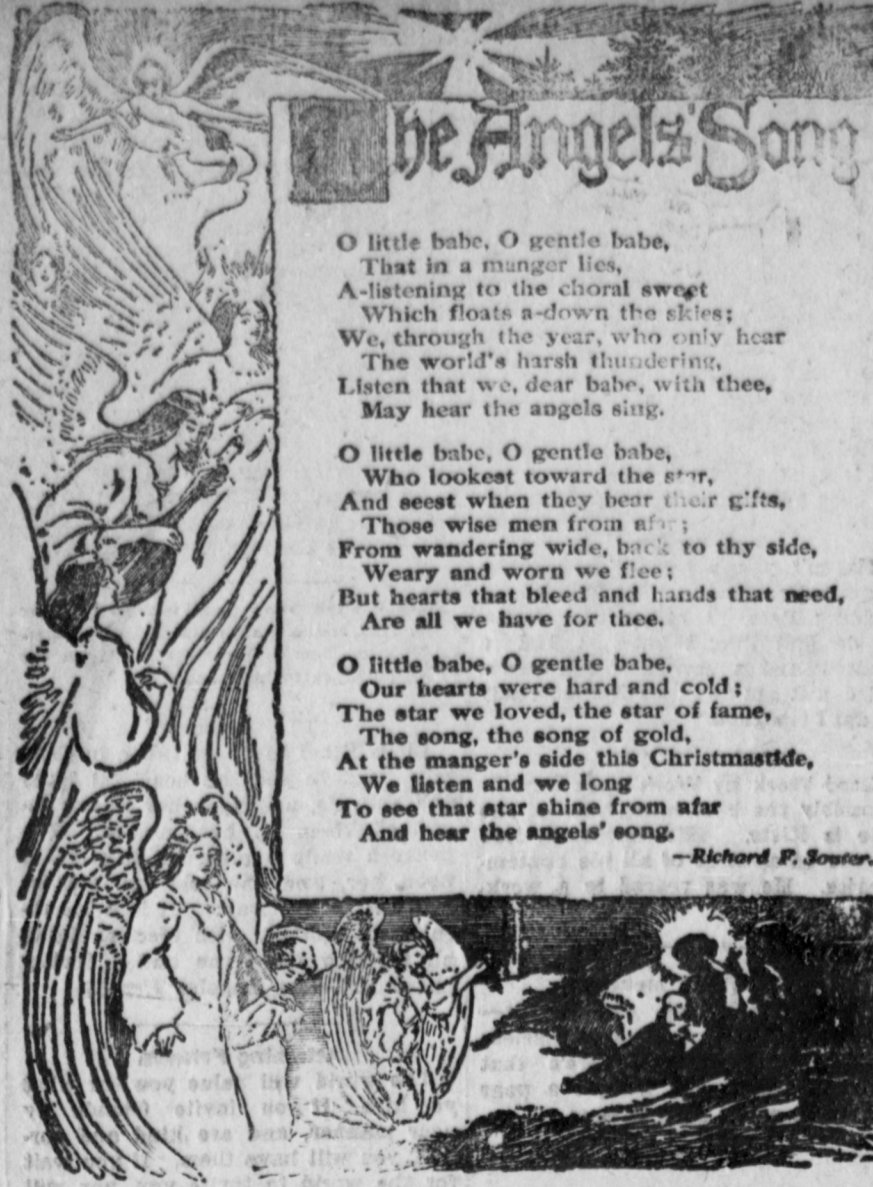 The Angels' Song
O little babe, O gentle babe,
That in a manger lies,
A-listening to the choral sweet
Which floats a-down the skies;
We, through the year, who only hear
The world's harsh thundering,
Listen that we, dear babe, with thee,
May hear the angels sing.
O little babe, O gentle babe,
Who lookest toward the star,
And seest when they bear their gifts,
Those wise men from afar;
From wandering wide, back to thy side,
Weary and worn we flee;
But hearts that bleed and hands that need,
Are all we have for thee.
O little babe, O gentle babe,
Our hearts were hard and cold;
The star we loved, the star of fame,
The song, the song of gold,
At the manger's side this Christmastide,
We listen and we long
To see that star shine from afar
And hear the angels' song.
—Richard F. Souter.